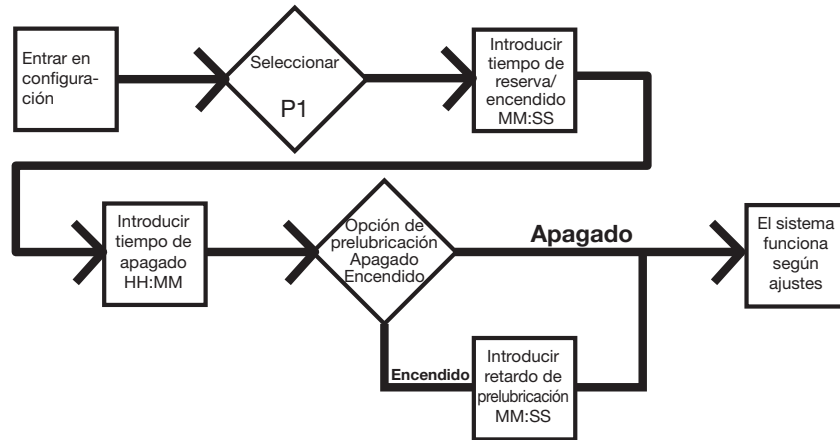 Entrar en
configura-
ción
Seleccionar
P1
Introducir
tiempo de
reserva/
encendido
MM:SS
Introducir
tiempo de
apagado
HH:MM
Opción de
prelubricación
Apagado
Encendido
Apagado
Encendido
Introducir
retardo de
prelubricación
MM:SS
El sistema
funciona
según
ajustes